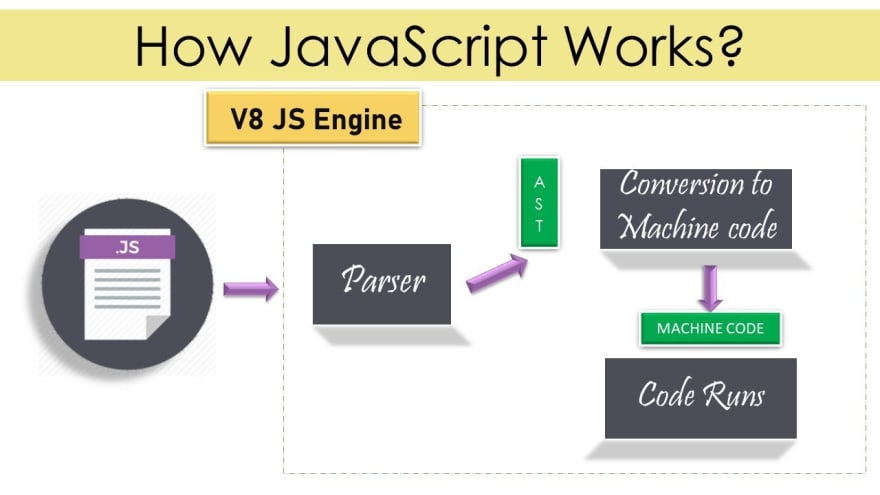 How JavaScript Works?
V8 JS Engine
.JS
Parser
A
S
T
Conversion to
Machine code
MACHINE CODE
Code Runs